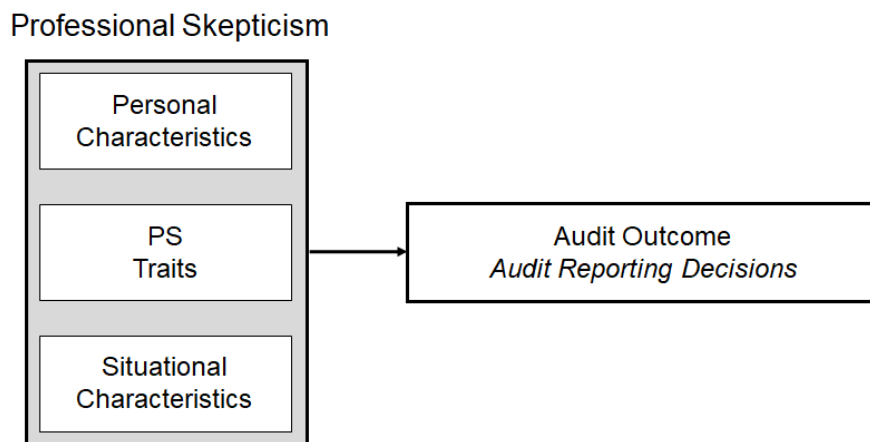 Professional Skepticism
Personal
Characteristics
PS
Traits
Audit Outcome
Audit Reporting Decisions
Situational
Characteristics